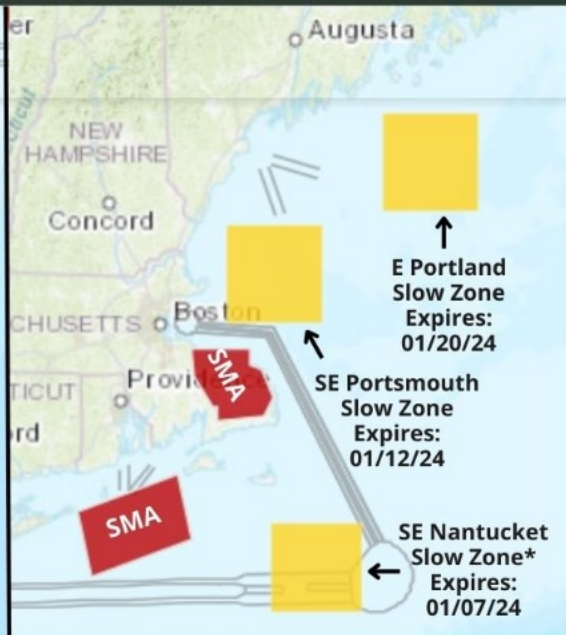 er
Augusta
NEW
HAMPSHIRE
Concord
E Portland
Slow Zone
Expires:
01/20/24
Boston
CHUSETTS
SMA
SE Portsmouth
Slow Zone
Expires:
01/12/24
TICUT
rd
SMA
SE Nantucket
Slow Zone*
Expires:
01/07/24